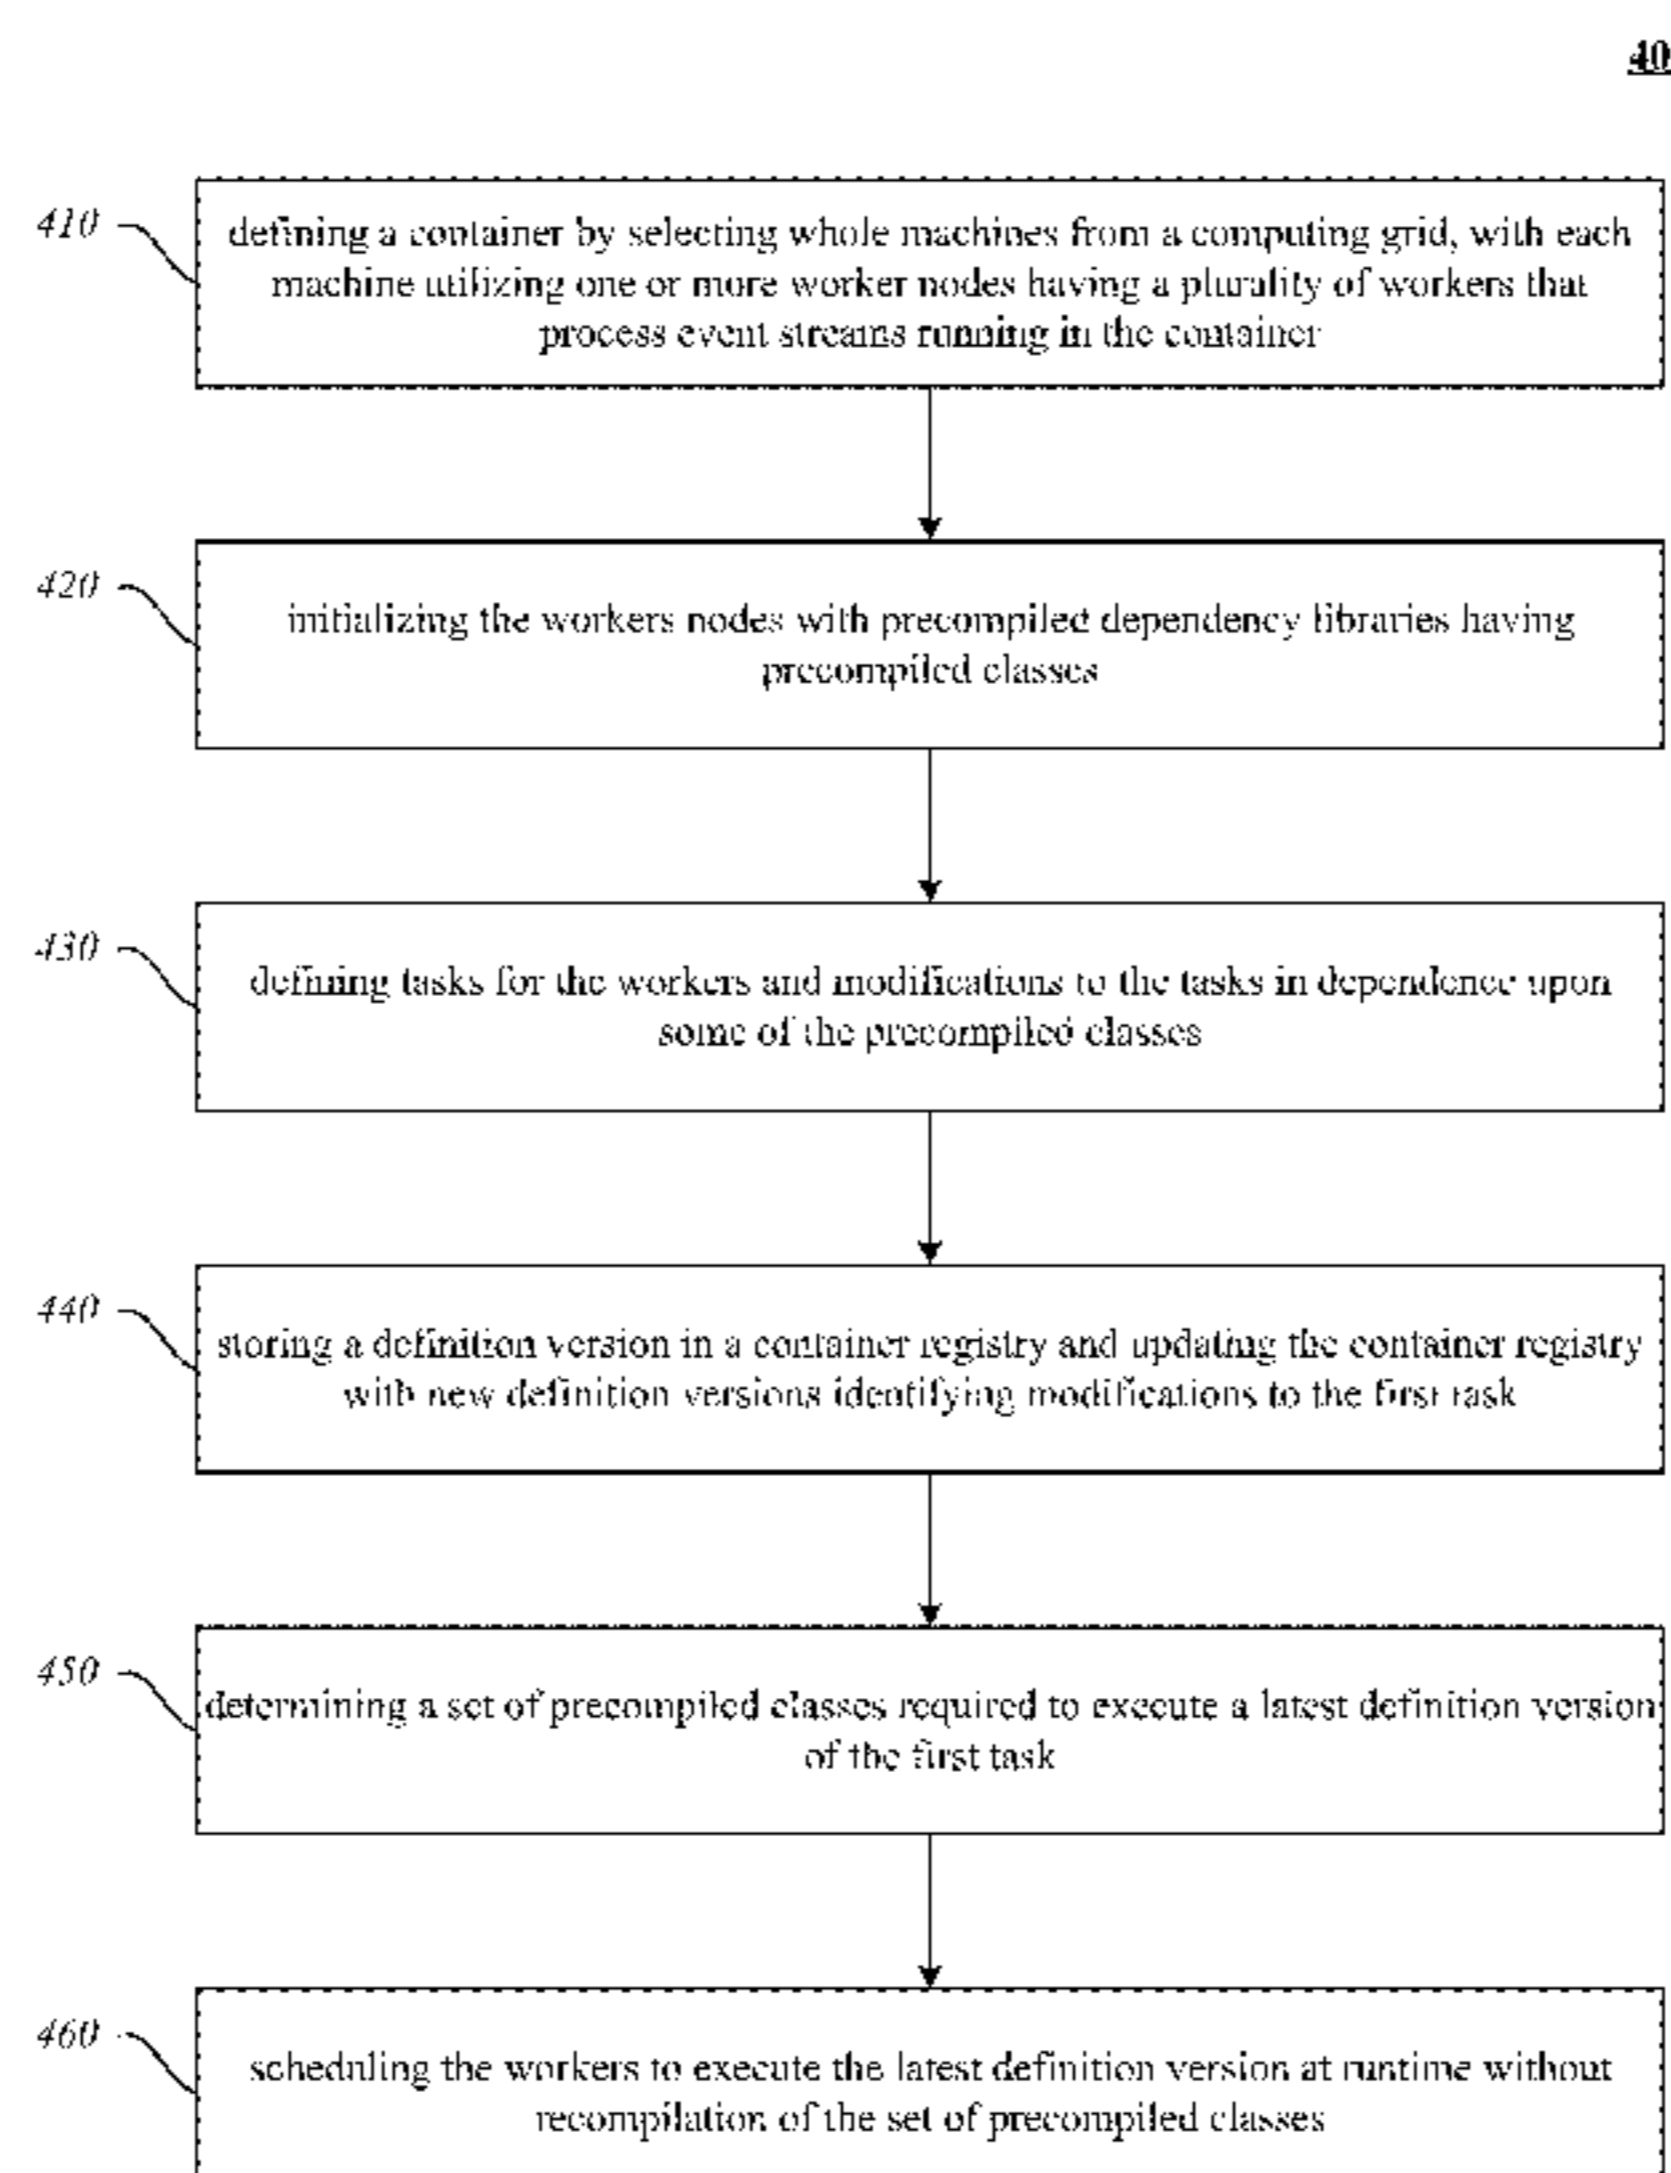 40
410
defining a container by selecting whole machines from a computing grid, with each
machine utilizing one or more worker nodes having a plurality of workers that
process event streams running in the container
420
initializing the workers nodes with precompiled dependency libraries having
precompiled classes
430
defining tasks for the workers and modifications to the tasks in dependence upon
some of the precompiled classes
440
storing a definition version in a container registry and updating the container registry
with new definition versions identifying modifications to the first task
450
determining a set of precompiled classes required to execute a latest definition version
of the first task
460
scheduling the workers to execute the latest definition version at runtime without
recompilation of the set of precompiled classes